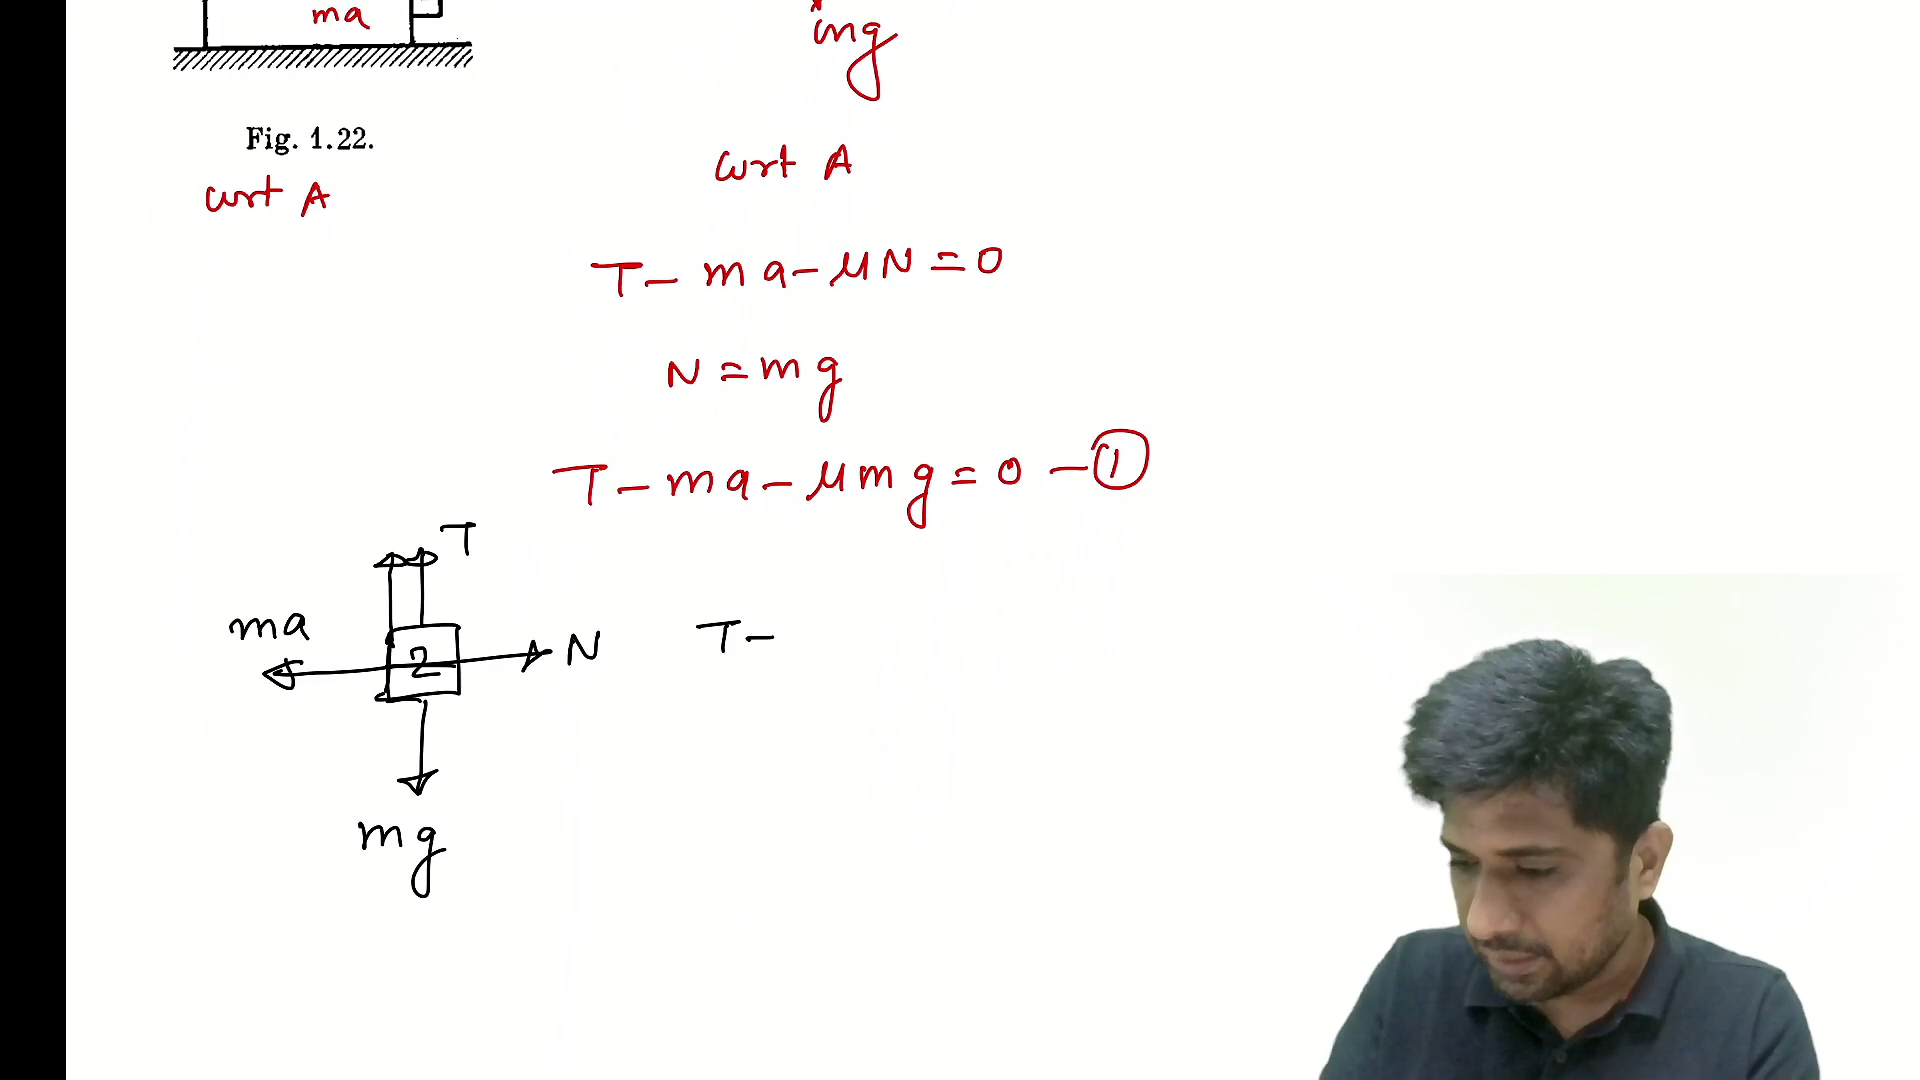 ma
mg
Fig. 1.22.
wrt A
wrt A
T - ma - μN = 0
N = mg
T - ma - μmg = 0 - ①
T
ma
2
N
T -
mg